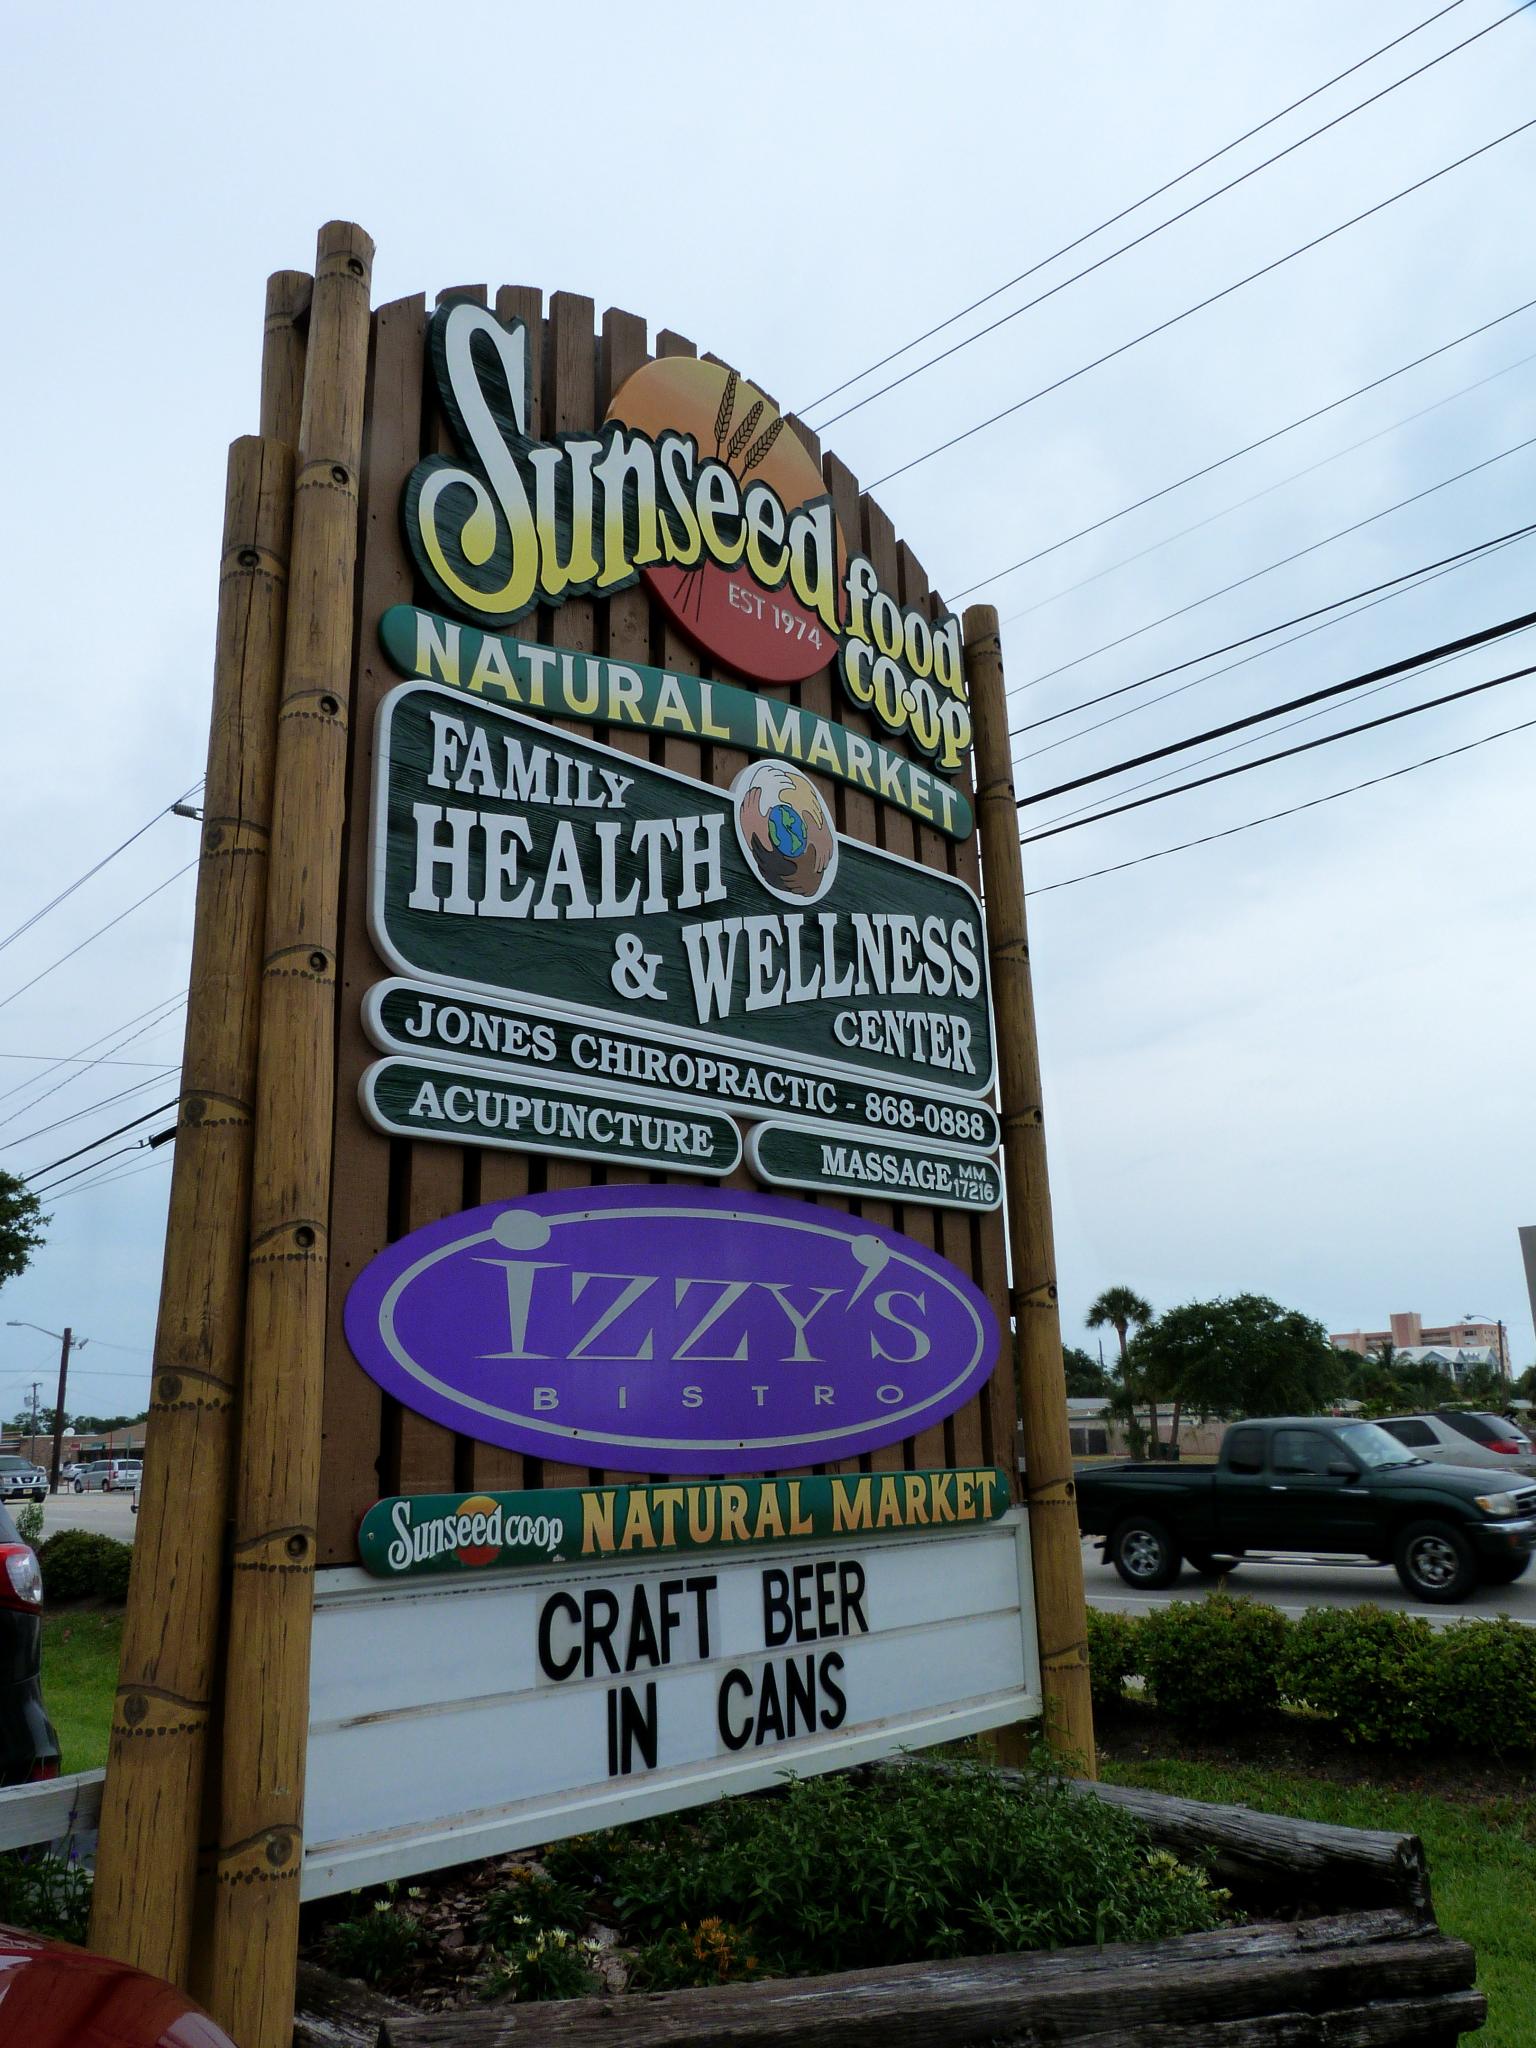 Sunseed food
co-op
EST 1974
NATURAL MARKET
FAMILY
HEALTH
& WELLNESS
CENTER
JONES CHIROPRACTIC - 868-0888
ACUPUNCTURE
MASSAGE MM
17216
iZZY'S
BISTRO
Sunseed co-op NATURAL MARKET
CRAFT BEER
IN CANS